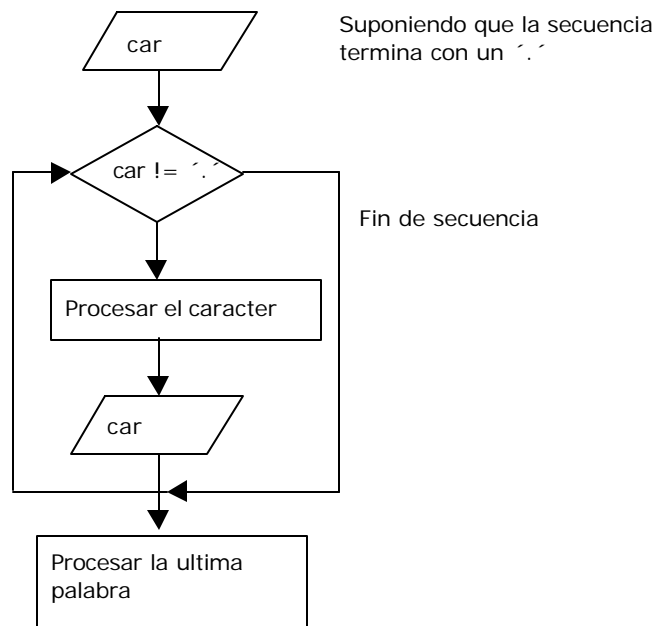 car
Suponiendo que la secuencia
termina con un ´.´
car != ´.´
Fin de secuencia
Procesar el caracter
car
Procesar la ultima
palabra